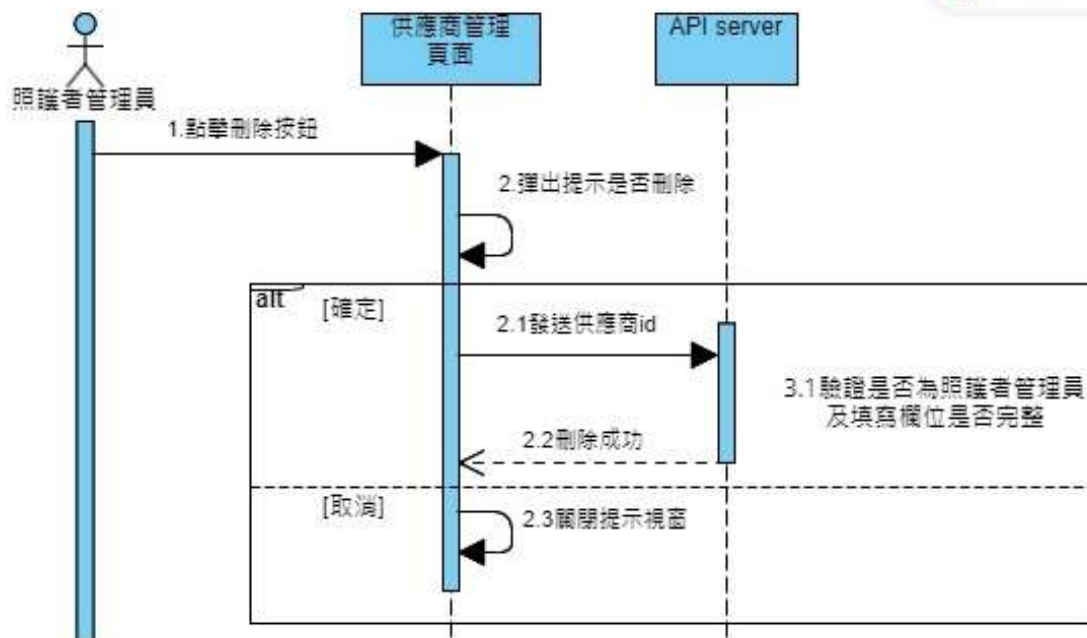 供應商管理
頁面
API server
照護者管理員
1.點擊刪除按鈕
2.彈出提示是否刪除
alt
[確定]
2.1發送供應商id
3.1驗證是否為照護者管理員
及填寫欄位是否完整
2.2刪除成功
[取消]
2.3關閉提示視窗